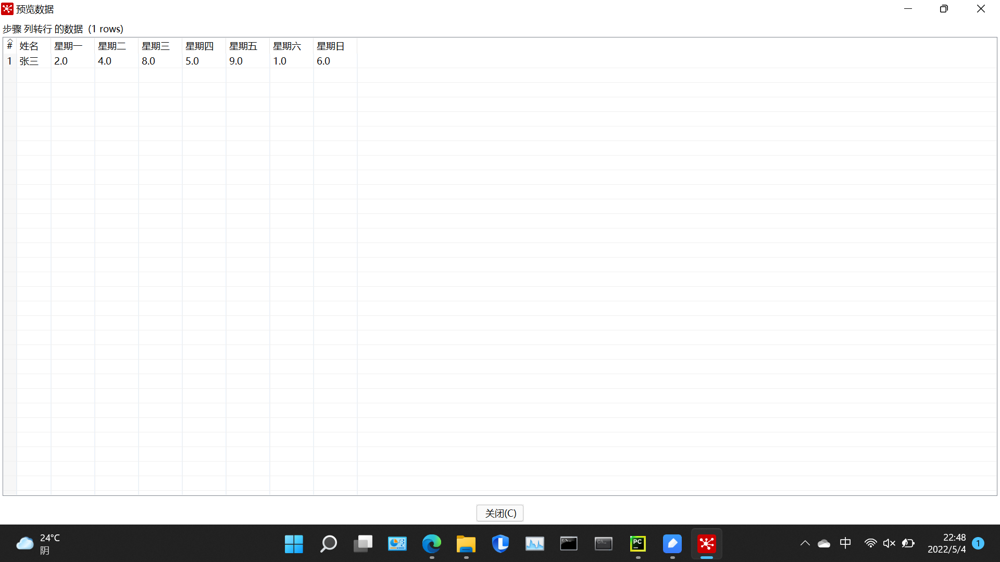 预览数据
步骤 列转行 的数据 (1 rows)
# 姓名 星期一 星期二 星期三 星期四 星期五 星期六 星期日
1 张三 2.0 4.0 8.0 5.0 9.0 1.0 6.0
关闭(C)
24°C
阴
C:\_
C:\_
PC
中
22:48
2022/5/4
1